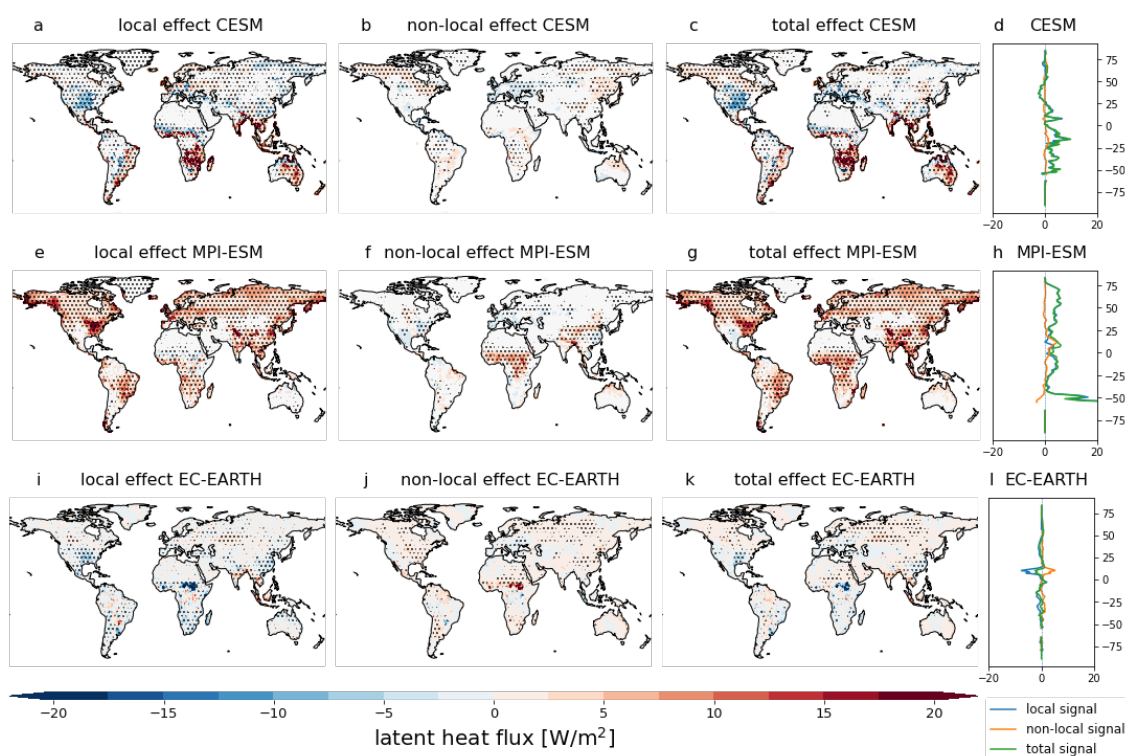 a local effect CESM
b non-local effect CESM
c total effect CESM
d CESM
75
50
25
0
−25
−50
−75
−20 0 20
e local effect MPI-ESM
f non-local effect MPI-ESM
g total effect MPI-ESM
h MPI-ESM
75
50
25
0
−25
−50
−75
−20 0 20
i local effect EC-EARTH
j non-local effect EC-EARTH
k total effect EC-EARTH
l EC-EARTH
75
50
25
0
−25
−50
−75
−20 0 20
−20 −15 −10 −5 0 5 10 15 20
latent heat flux [W/m²]
local signal
non-local signal
total signal